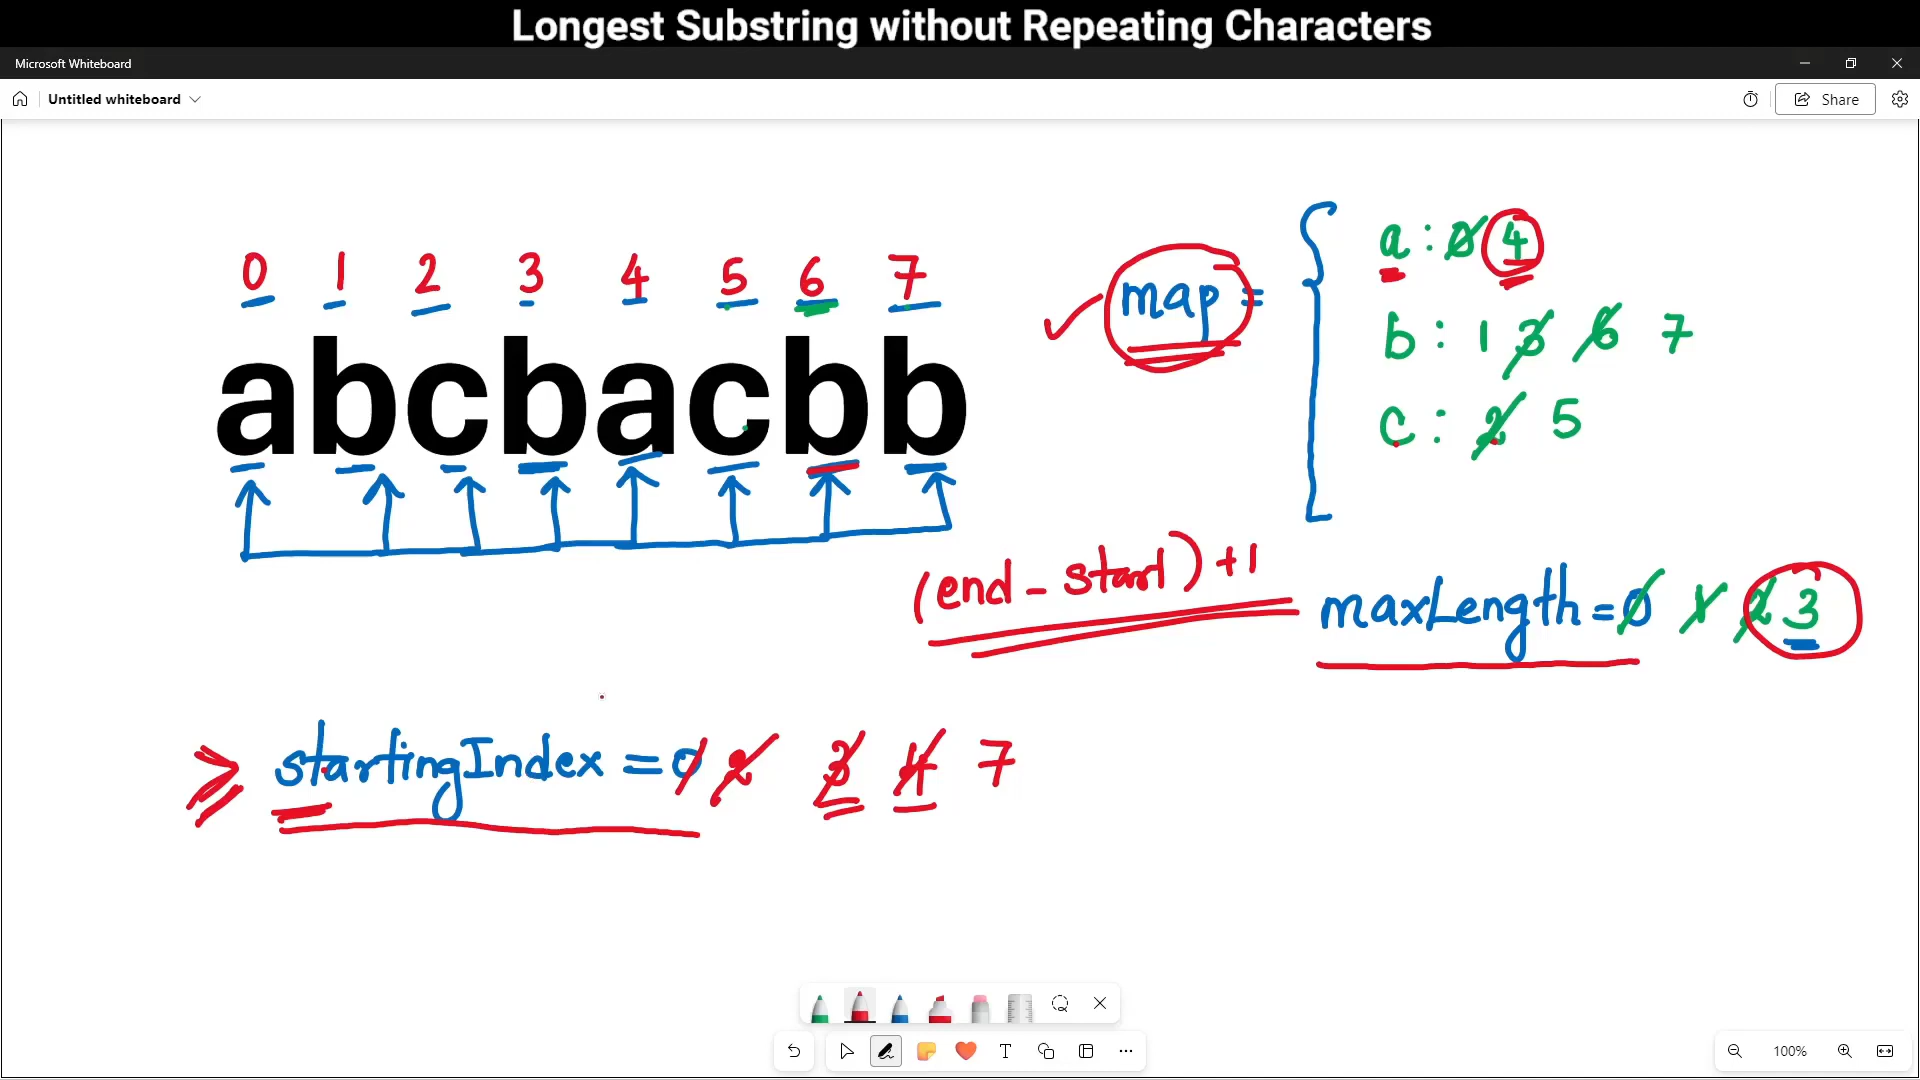 Longest Substring without Repeating Characters
Microsoft Whiteboard
Untitled whiteboard
Share
0 1 2 3 4 5 6 7
abcbacbb
map =
a : 0 4
b : 1 3 6 7
c : 2 5
(end - start) + 1
maxLength = 0 1 2 3
startingIndex = 0 2 3 4 7
100%